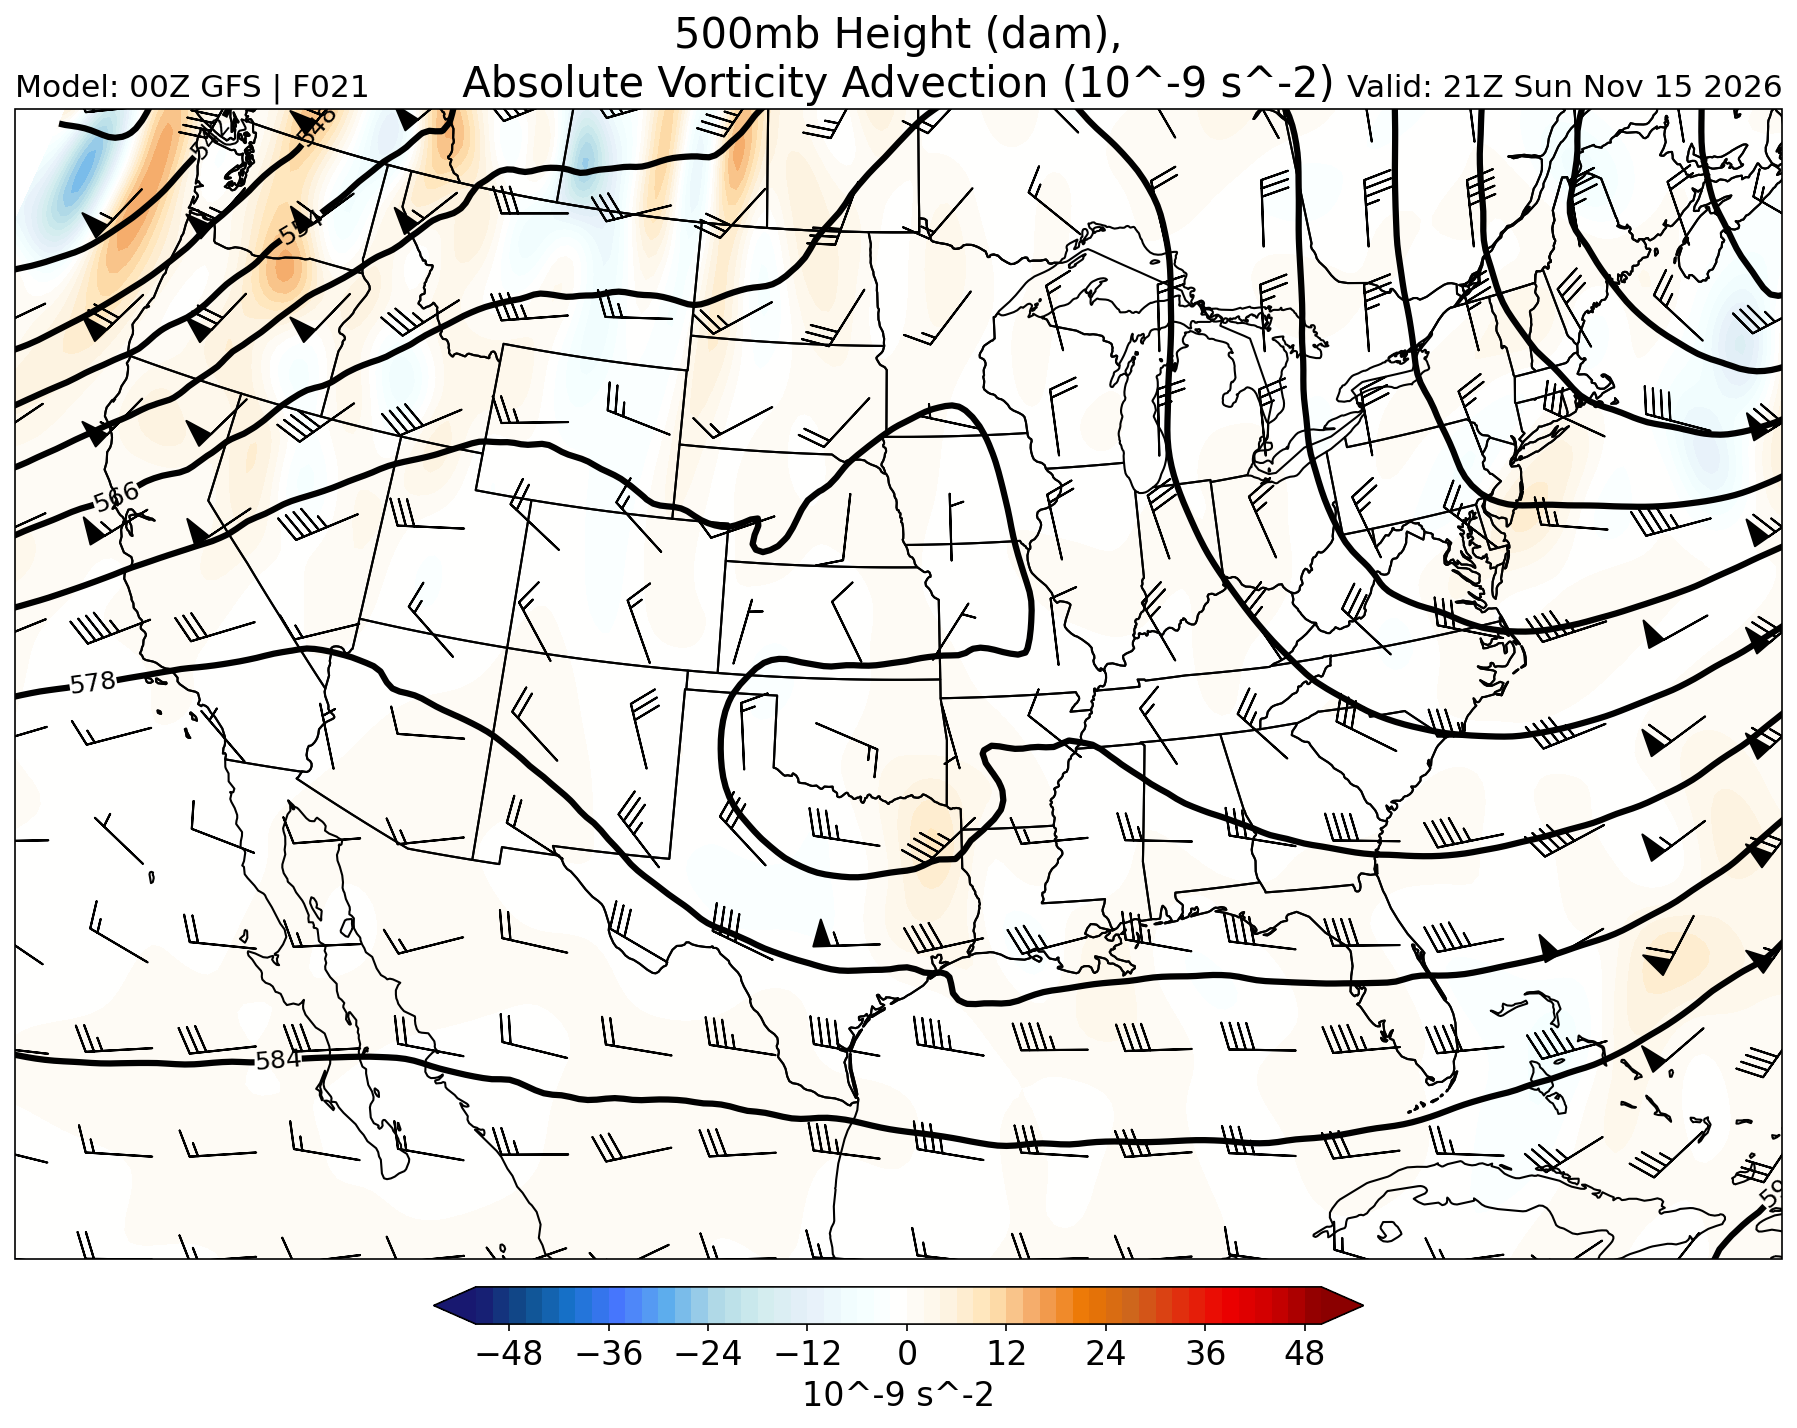 500mb Height (dam),
Model: 00Z GFS | F021
Absolute Vorticity Advection (10^-9 s^-2)
Valid: 21Z Sun Nov 15 2026
548
554
566
578
584
−48 −36 −24 −12 0 12 24 36 48
10^-9 s^-2